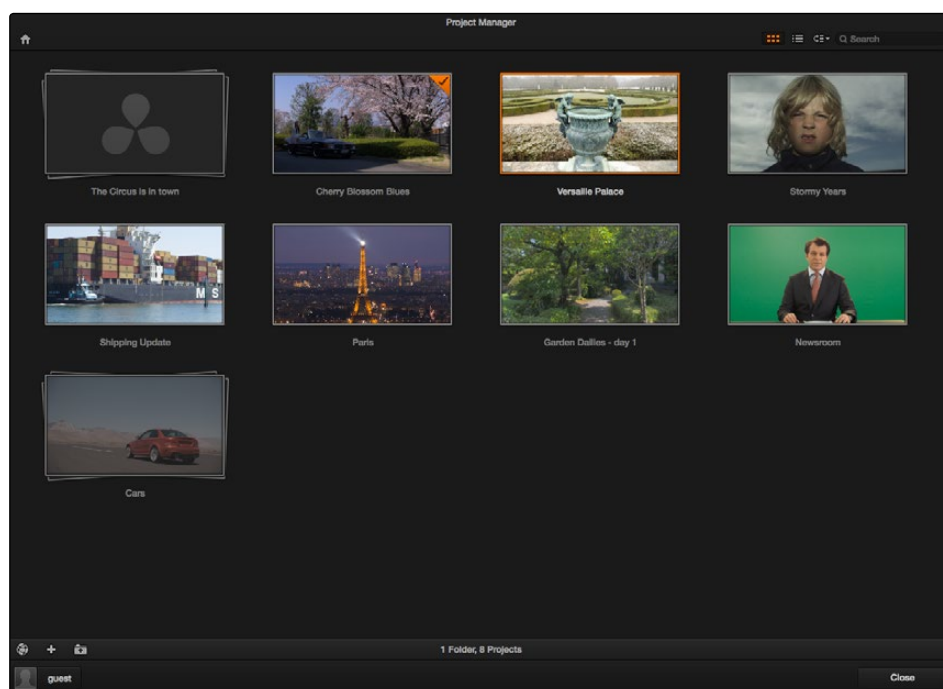 Project Manager
Search
The Circus is in town
Cherry Blossom Blues
Versaille Palace
Stormy Years
M S
Shipping Update
Paris
Garden Dailies - day 1
Newsroom
Cars
1 Folder, 8 Projects
guest
Close